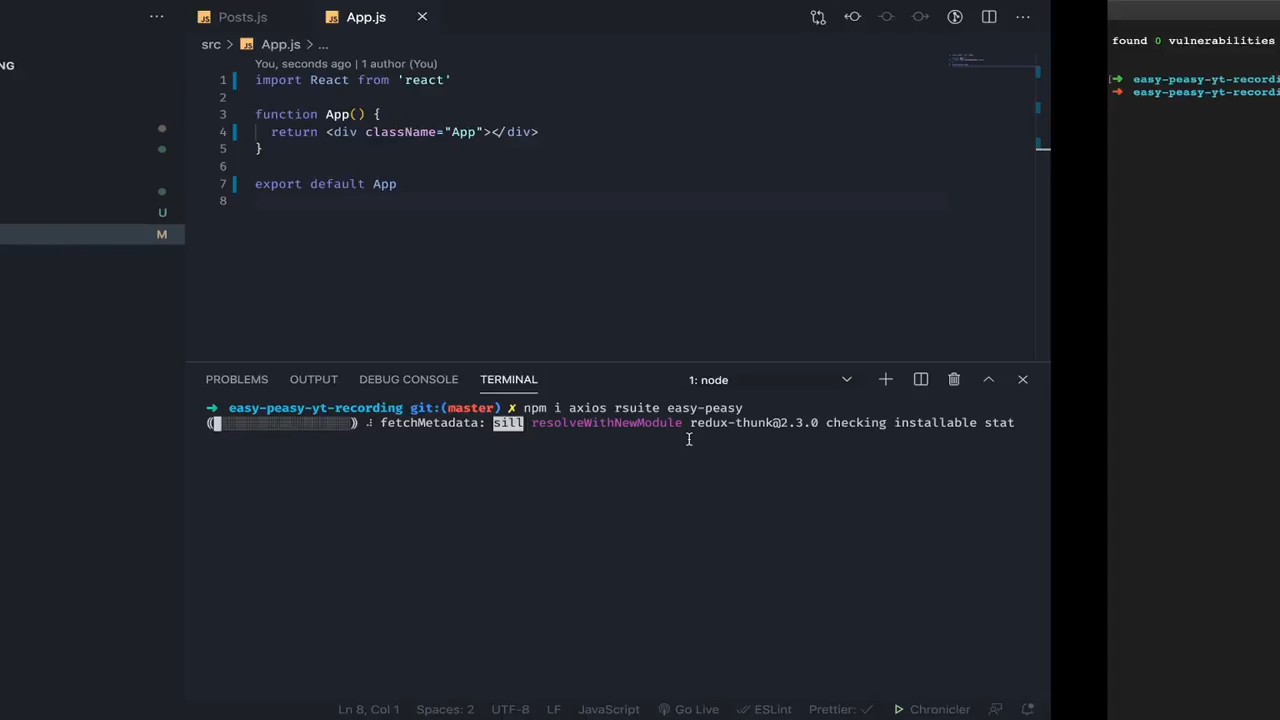 Posts.js
App.js
src > App.js > ...
NG
You, seconds ago | 1 author (You)
1 import React from 'react'
2
3 function App() {
4 return <div className="App"></div>
5 }
6
7 export default App
8
U
M
PROBLEMS OUTPUT DEBUG CONSOLE TERMINAL 1: node
➜ easy-peasy-yt-recording git:(master) ✗ npm i axios rsuite easy-peasy
fetchMetadata: sill resolveWithNewModule redux-thunk@2.3.0 checking installable stat
Ln 8, Col 1 Spaces: 2 UTF-8 LF JavaScript Go Live ESLint Prettier: ✓ Chronicler
found 0 vulnerabilities
➜ easy-peasy-yt-recordi
➜ easy-peasy-yt-recordi